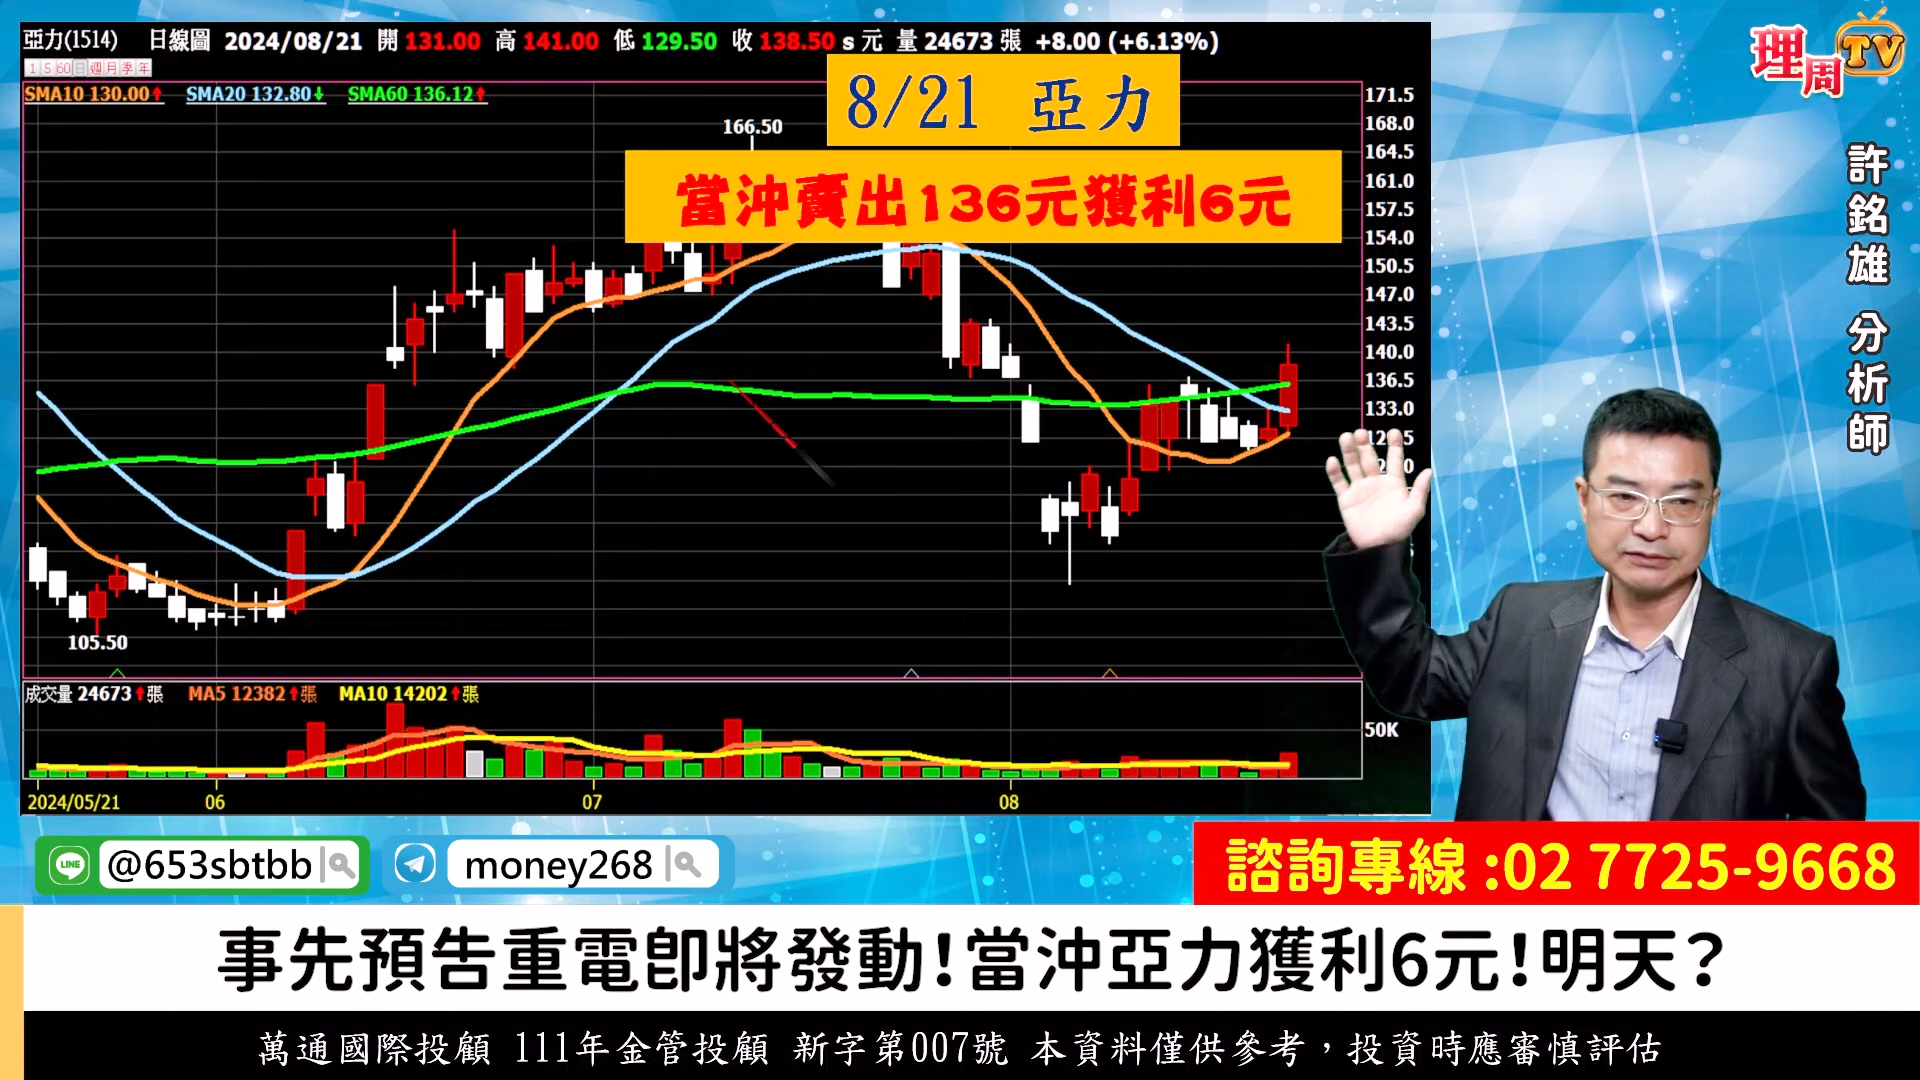 亞力(1514) 日線圖 2024/08/21 開 131.00 高 141.00 低 129.50 收 138.50 s 元 量 24673 張 +8.00 (+6.13%)
1 5 60 日 週 月 季 年
SMA10 130.00↑ SMA20 132.80↓ SMA60 136.12↑
8/21 亞力
當沖賣出136元獲利6元
166.50
105.50
171.5
168.0
164.5
161.0
157.5
154.0
150.5
147.0
143.5
140.0
136.5
133.0
成交量 24673↑張 MA5 12382↑張 MA10 14202↑張
50K
2024/05/21 06 07 08
理周TV
許銘雄 分析師
LINE @653sbtbb
money268
諮詢專線:02 7725-9668
事先預告重電即將發動!當沖亞力獲利6元!明天?
萬通國際投顧 111年金管投顧 新字第007號 本資料僅供參考，投資時應審慎評估